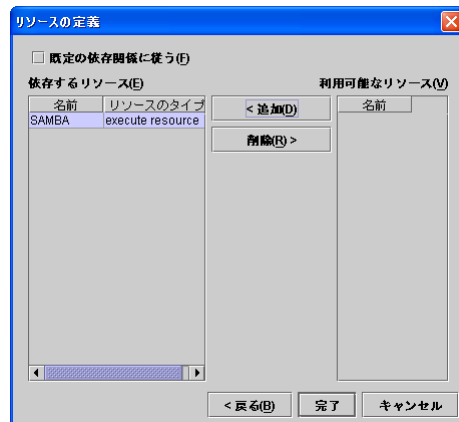 リソースの定義
既定の依存関係に従う(F)
依存するリソース(E) 利用可能なリソース(V)
名前 リソースのタイプ < 追加(D) 名前
SAMBA execute resource
削除(R) >
< 戻る(B) 完了 キャンセル